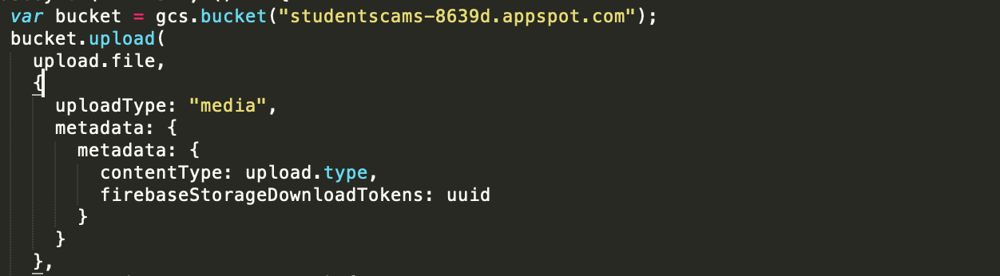 var bucket = gcs.bucket("studentscams-8639d.appspot.com");
bucket.upload(
upload.file,
{
uploadType: "media",
metadata: {
metadata: {
contentType: upload.type,
firebaseStorageDownloadTokens: uuid
}
}
},